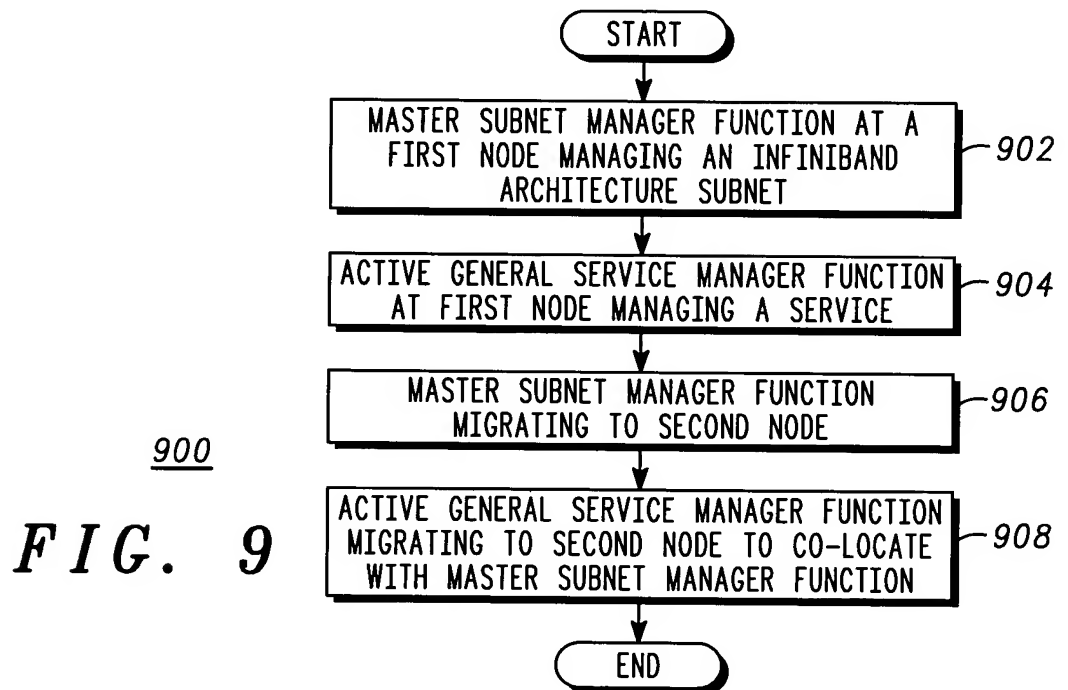 START
MASTER SUBNET MANAGER FUNCTION AT A
FIRST NODE MANAGING AN INFINIBAND
ARCHITECTURE SUBNET
902
ACTIVE GENERAL SERVICE MANAGER FUNCTION
AT FIRST NODE MANAGING A SERVICE
904
MASTER SUBNET MANAGER FUNCTION
MIGRATING TO SECOND NODE
906
ACTIVE GENERAL SERVICE MANAGER FUNCTION
MIGRATING TO SECOND NODE TO CO-LOCATE
WITH MASTER SUBNET MANAGER FUNCTION
908
END
900
FIG. 9